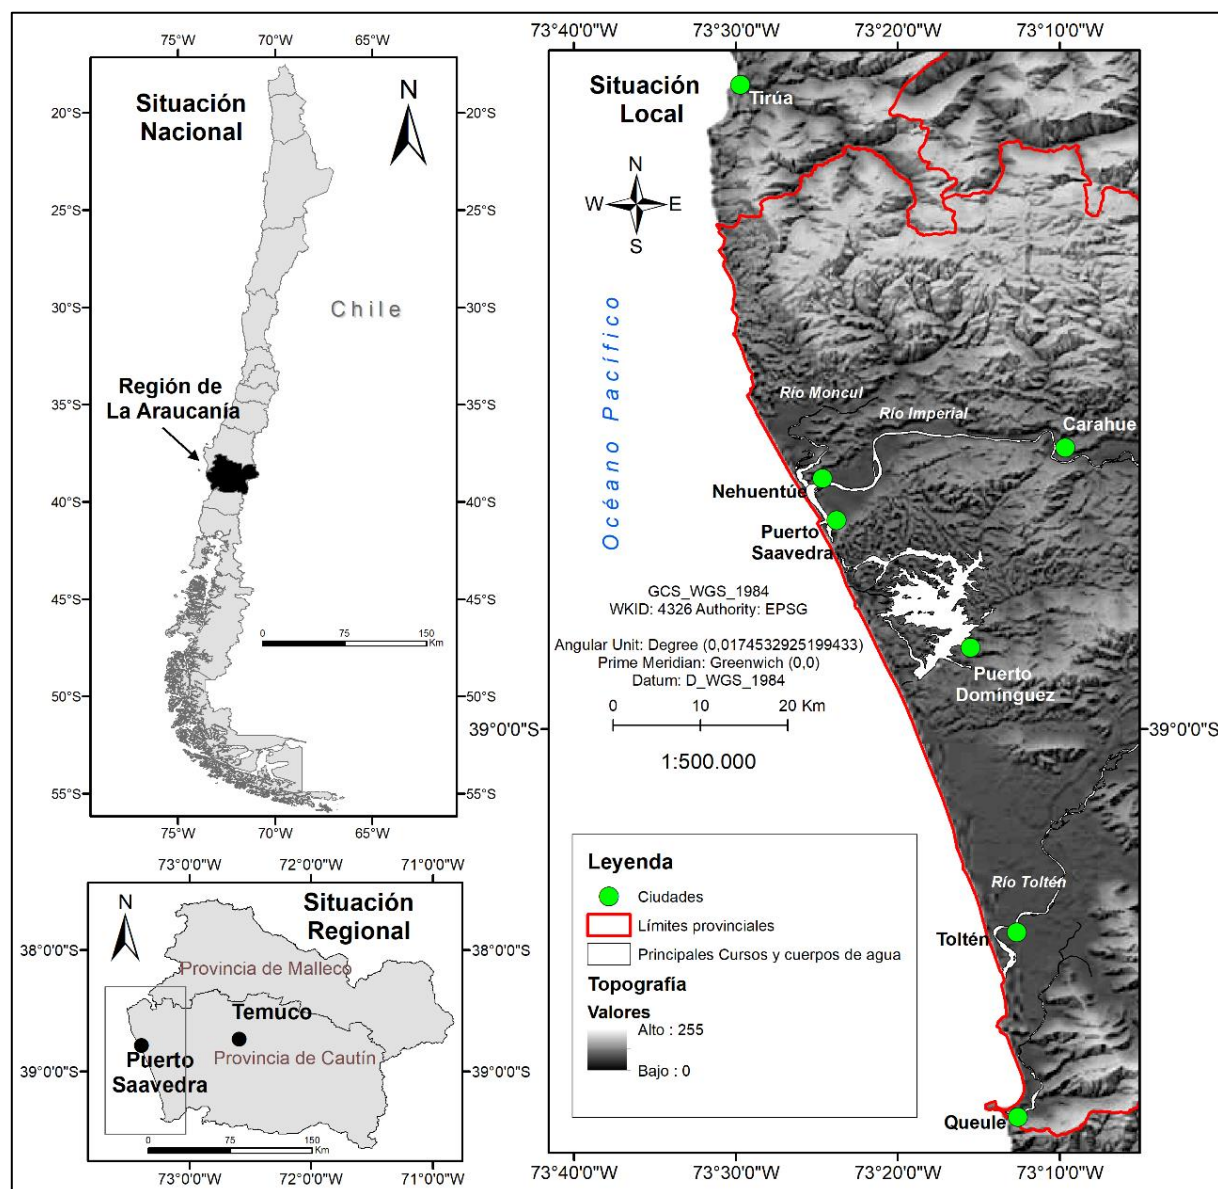 75°W 70°W 65°W
Situación
Nacional
N
20°S 20°S
25°S 25°S
30°S 30°S
Chile
35°S 35°S
Región de
La Araucanía
40°S 40°S
45°S 45°S
0 75 150
Km
50°S 50°S
55°S 55°S
75°W 70°W 65°W
73°0'0"W 72°0'0"W 71°0'0"W
N
Situación
Regional
38°0'0"S 38°0'0"S
Provincia de Malleco
Temuco
Puerto
Saavedra
Provincia de Cautín
39°0'0"S 39°0'0"S
0 75 150
Km
73°0'0"W 72°0'0"W 71°0'0"W
73°40'0"W 73°30'0"W 73°20'0"W 73°10'0"W
Situación
Local
Tirúa
N
W E
S
Océano Pacífico
Río Moncul
Río Imperial
Carahue
Nehuentúe
Puerto
Saavedra
GCS_WGS_1984
WKID: 4326 Authority: EPSG
Angular Unit: Degree (0,0174532925199433)
Prime Meridian: Greenwich (0,0)
Datum: D_WGS_1984
Puerto
Domínguez
0 10 20 Km
39°0'0"S 39°0'0"S
1:500.000
Leyenda
Ciudades
Límites provinciales
Principales Cursos y cuerpos de agua
Topografía
Valores
Alto : 255
Bajo : 0
Río Toltén
Toltén
Queule
73°40'0"W 73°30'0"W 73°20'0"W 73°10'0"W